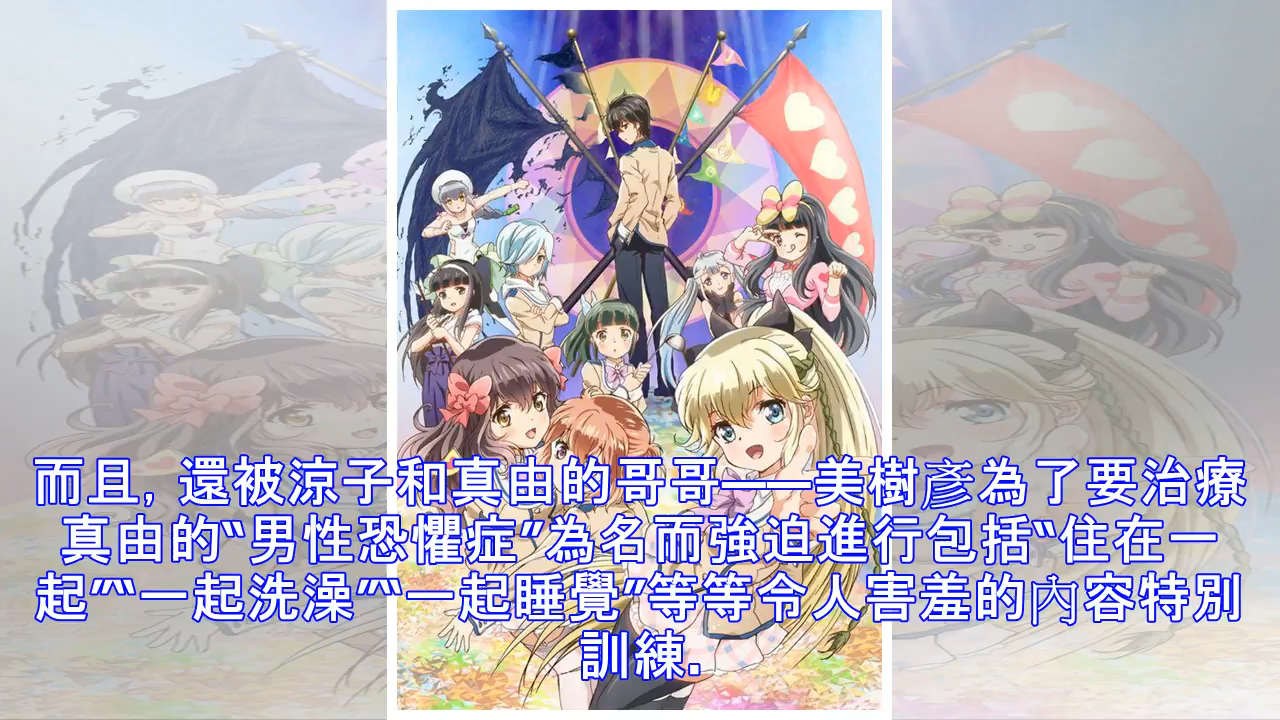 而且, 還被涼子和真由的哥哥——美樹彥為了要治療
真由的“男性恐懼症”為名而強迫進行包括“住在一
起”“一起洗澡”“一起睡覺”等等令人害羞的內容特別
訓練.